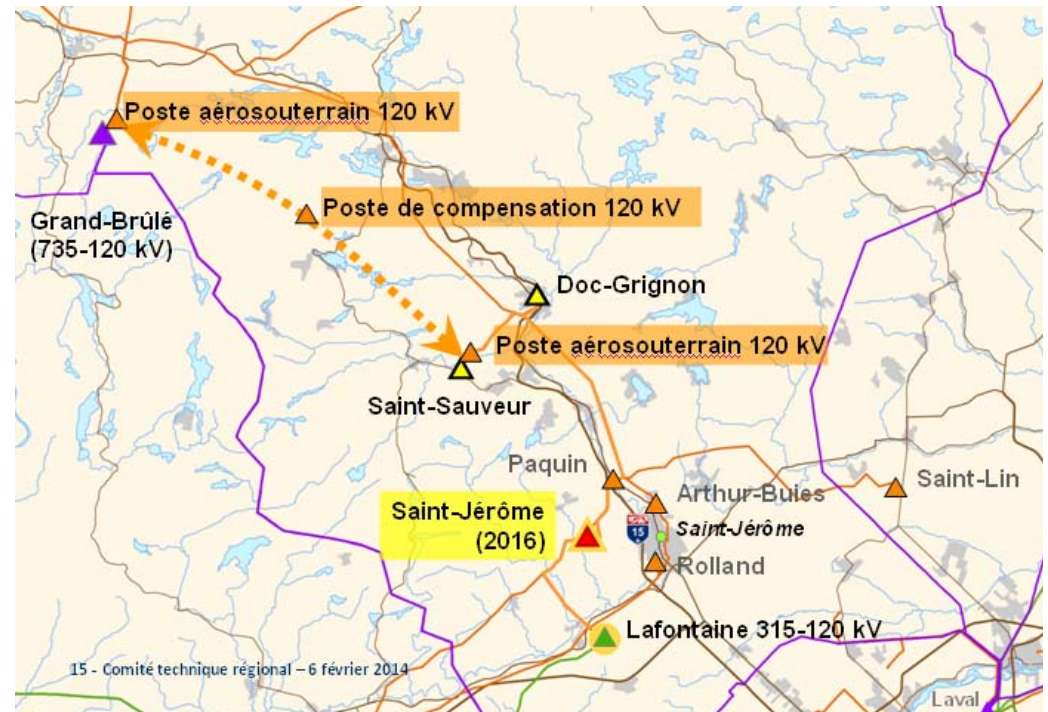 Poste aérosouterrain 120 kV
Grand-Brûlé
(735-120 kV)
Poste de compensation 120 kV
Doc-Grignon
Poste aérosouterrain 120 kV
Saint-Sauveur
Paquin
Saint-Lin
Arthur-Buies
Saint-Jérôme
(2016)
15
Saint-Jérôme
Rolland
Lafontaine 315-120 kV
15 - Comité technique régional – 6 février 2014
Laval